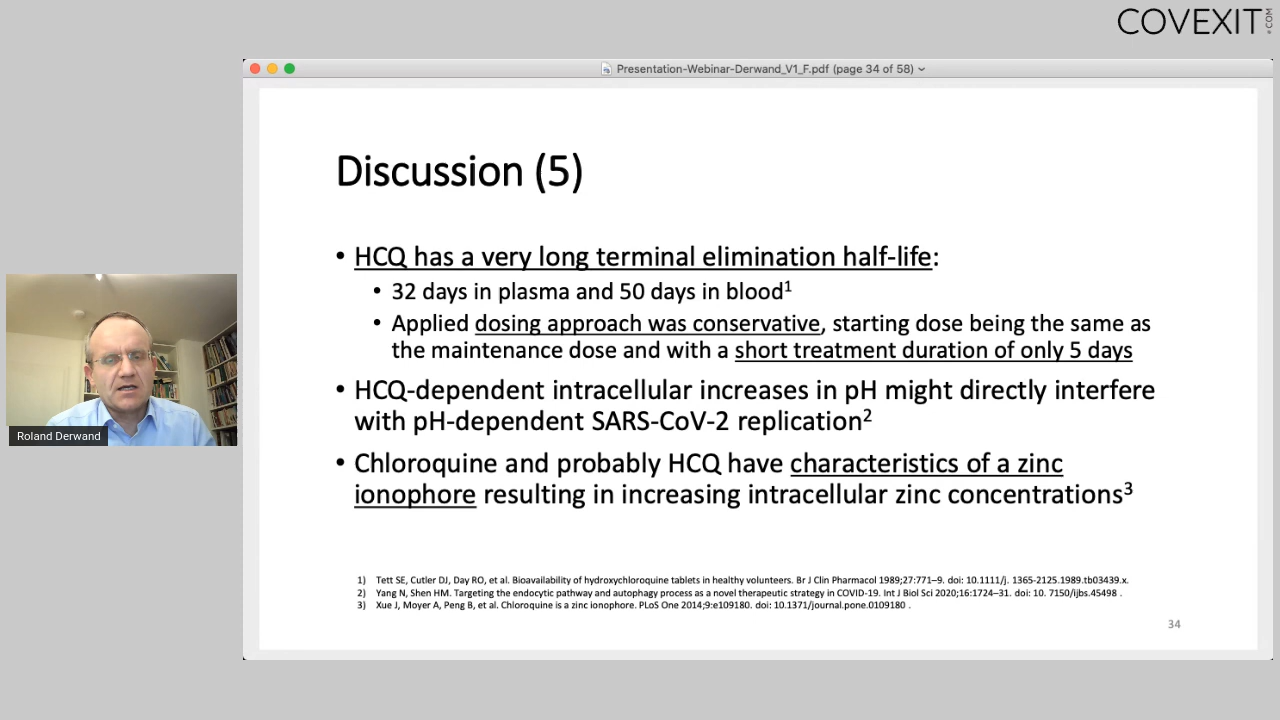 COVEXIT.COM
Presentation-Webinar-Derwand_V1_F.pdf (page 34 of 58)
Discussion (5)
• HCQ has a very long terminal elimination half-life:
• 32 days in plasma and 50 days in blood1
• Applied dosing approach was conservative, starting dose being the same as
the maintenance dose and with a short treatment duration of only 5 days
• HCQ-dependent intracellular increases in pH might directly interfere
with pH-dependent SARS-CoV-2 replication2
• Chloroquine and probably HCQ have characteristics of a zinc
ionophore resulting in increasing intracellular zinc concentrations3
Roland Derwand
1) Tett SE, Cutler DJ, Day RO, et al. Bioavailability of hydroxychloroquine tablets in healthy volunteers. Br J Clin Pharmacol 1989;27:771–9. doi: 10.1111/j. 1365-2125.1989.tb03439.x.
2) Yang N, Shen HM. Targeting the endocytic pathway and autophagy process as a novel therapeutic strategy in COVID-19. Int J Biol Sci 2020;16:1724–31. doi: 10. 7150/ijbs.45498 .
3) Xue J, Moyer A, Peng B, et al. Chloroquine is a zinc ionophore. PLoS One 2014;9:e109180. doi: 10.1371/journal.pone.0109180 .
34